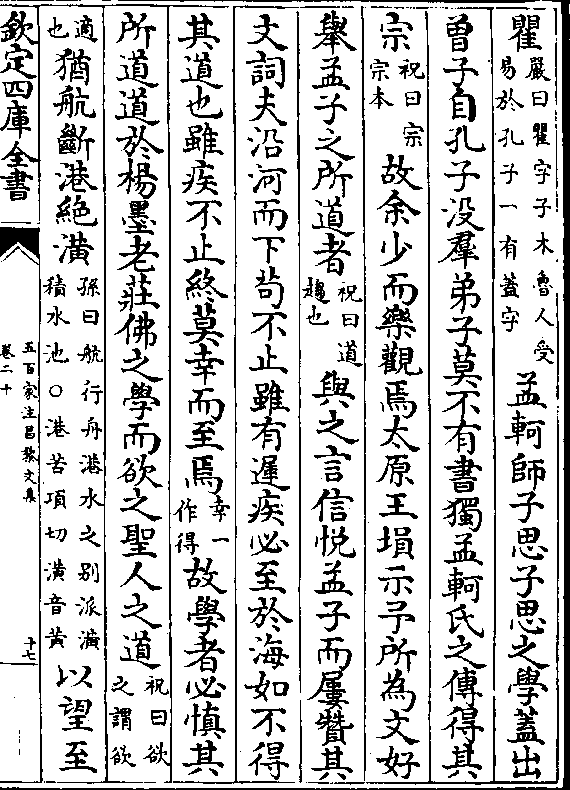 瞿嚴曰瞿字子木魯人受易於孔子一有蓋字孟軻師子思子思之學蓋出
曾子自孔子没羣弟子莫不有書獨孟軻氏之傳得其
宗祝曰宗宗本故余少而樂觀焉太原王塤示予所為文好
舉孟子之所道者祝曰道趨也與之言信悦孟子而屢贊其
文詞夫沿河而下苟不止雖有遲疾必至於海如不得
其道也雖疾不止終莫幸而至焉幸一作得故學者必慎其
所道道於楊墨老莊佛之學而欲之聖人之道祝曰欲之謂欲
適也猶航斷港絶潢孫曰航行舟港水之别派潢積水池○港苦項切潢音黄以望至
欽定四庫全書
五百家注昌黎文集
卷二十
十七